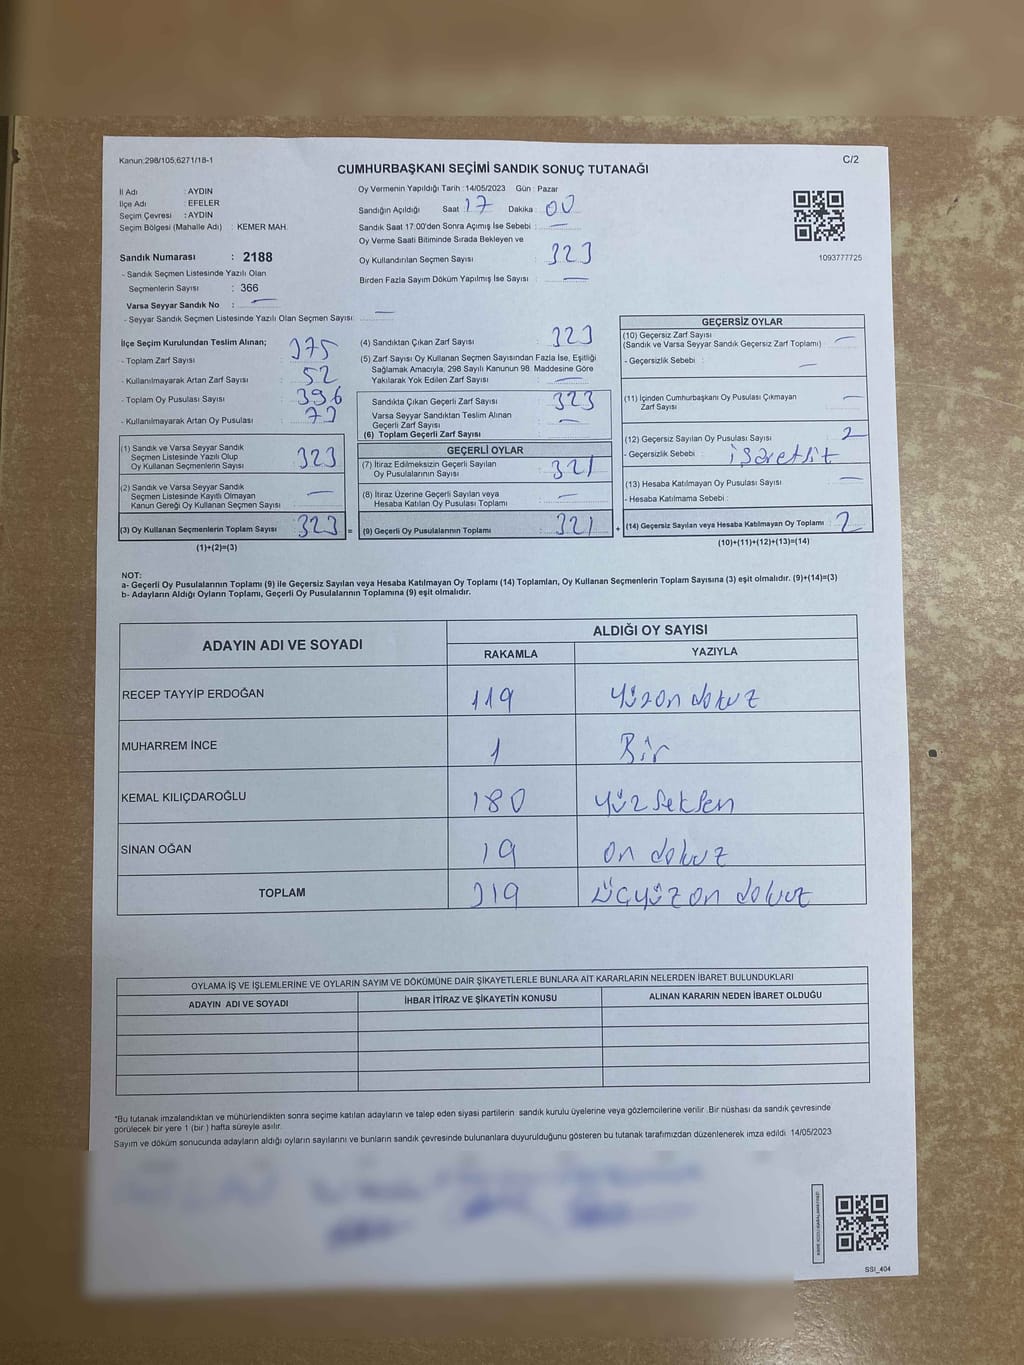 Kanun:298/105;6271/18-1
C/2
CUMHURBAŞKANI SEÇİMİ SANDIK SONUÇ TUTANAĞI
İl Adı : AYDIN
İlçe Adı : EFELER
Seçim Çevresi : AYDIN
Seçim Bölgesi (Mahalle Adı) : KEMER MAH.
Sandık Numarası : 2188
- Sandık Seçmen Listesinde Yazılı Olan
Seçmenlerin Sayısı : 366
Varsa Seyyar Sandık No : —
- Seyyar Sandık Seçmen Listesinde Yazılı Olan Seçmen Sayısı : —
Oy Vermenin Yapıldığı Tarih : 14/05/2023 Gün : Pazar
Sandığın Açıldığı Saat 17 Dakika : 00
Sandık Saat 17:00'den Sonra Açımış İse Sebebi : —
Oy Verme Saati Bitiminde Sırada Bekleyen ve
Oy Kullandırılan Seçmen Sayısı : 323
Birden Fazla Sayım Döküm Yapılmış İse Sayısı : —
1093777725
İlçe Seçim Kurulundan Teslim Alınan;
- Toplam Zarf Sayısı : 375
- Kullanılmayarak Artan Zarf Sayısı : 52
- Toplam Oy Pusulası Sayısı : 396
- Kullanılmayarak Artan Oy Pusulası : 73
(1) Sandık ve Varsa Seyyar Sandık
Seçmen Listesinde Yazılı Olup
Oy Kullanan Seçmenlerin Sayısı : 323
(2) Sandık ve Varsa Seyyar Sandık
Seçmen Listesinde Kayıtlı Olmayan
Kanun Gereği Oy Kullanan Seçmen Sayısı : —
(3) Oy Kullanan Seçmenlerin Toplam Sayısı : 323 =
(1)+(2)=(3)
(4) Sandıktan Çıkan Zarf Sayısı : 323
(5) Zarf Sayısı Oy Kullanan Seçmen Sayısından Fazla İse, Eşitliği
Sağlamak Amacıyla, 298 Sayılı Kanunun 98. Maddesine Göre
Yakılarak Yok Edilen Zarf Sayısı : —
Sandıkta Çıkan Geçerli Zarf Sayısı : 323
Varsa Seyyar Sandıktan Teslim Alınan
Geçerli Zarf Sayısı : —
(6) Toplam Geçerli Zarf Sayısı :
GEÇERLİ OYLAR
(7) İtiraz Edilmeksizin Geçerli Sayılan
Oy Pusulalarının Sayısı : 321
(8) İtiraz Üzerine Geçerli Sayılan veya
Hesaba Katılan Oy Pusulası Toplamı : —
(9) Geçerli Oy Pusulalarının Toplamı : 321 +
GEÇERSİZ OYLAR
(10) Geçersiz Zarf Sayısı
(Sandık ve Varsa Seyyar Sandık Geçersiz Zarf Toplamı) : —
- Geçersizlik Sebebi : —
(11) İçinden Cumhurbaşkanı Oy Pusulası Çıkmayan
Zarf Sayısı : —
(12) Geçersiz Sayılan Oy Pusulası Sayısı : 2
- Geçersizlik Sebebi :
(13) Hesaba Katılmayan Oy Pusulası Sayısı : —
- Hesaba Katılmama Sebebi :
(14) Geçersiz Sayılan veya Hesaba Katılmayan Oy Toplamı : 2
(10)+(11)+(12)+(13)=(14)
NOT:
a- Geçerli Oy Pusulalarının Toplamı (9) ile Geçersiz Sayılan veya Hesaba Katılmayan Oy Toplamı (14) Toplamları, Oy Kullanan Seçmenlerin Toplam Sayısına (3) eşit olmalıdır. (9)+(14)=(3)
b- Adayların Aldığı Oyların Toplamı, Geçerli Oy Pusulalarının Toplamına (9) eşit olmalıdır.
ADAYIN ADI VE SOYADI ALDIĞI OY SAYISI
RAKAMLA YAZIYLA
RECEP TAYYİP ERDOĞAN 119 yüzon dokuz
MUHARREM İNCE 1 Bir
KEMAL KILIÇDAROĞLU 180 yüz seksen
SİNAN OĞAN 19 on dokuz
TOPLAM 319 üçyüz on dokuz
OYLAMA İŞ VE İŞLEMLERİNE VE OYLARIN SAYIM VE DÖKÜMÜNE DAİR ŞİKAYETLERLE BUNLARA AİT KARARLARIN NELERDEN İBARET BULUNDUKLARI
ADAYIN ADI VE SOYADI İHBAR İTİRAZ VE ŞİKAYETİN KONUSU ALINAN KARARIN NEDEN İBARET OLDUĞU
*Bu tutanak imzalandıktan ve mühürlendikten sonra seçime katılan adayların ve talep eden siyasi partilerin sandık kurulu üyelerine veya gözlemcilerine verilir. Bir nüshası da sandık çevresinde
görülecek bir yere 1 (bir ) hafta süreyle asılır.
Sayım ve döküm sonucunda adayların aldığı oyların sayılarını ve bunların sandık çevresinde bulunanlara duyurulduğunu gösteren bu tutanak tarafımızdan düzenlenerek imza edildi. 14/05/2023
SSI_404